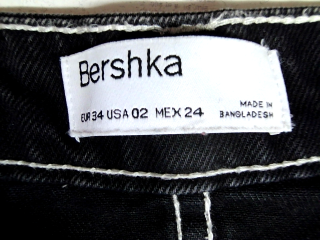 Bershka
EUR 34 USA 02 MEX 24
MADE IN
BANGLADESH